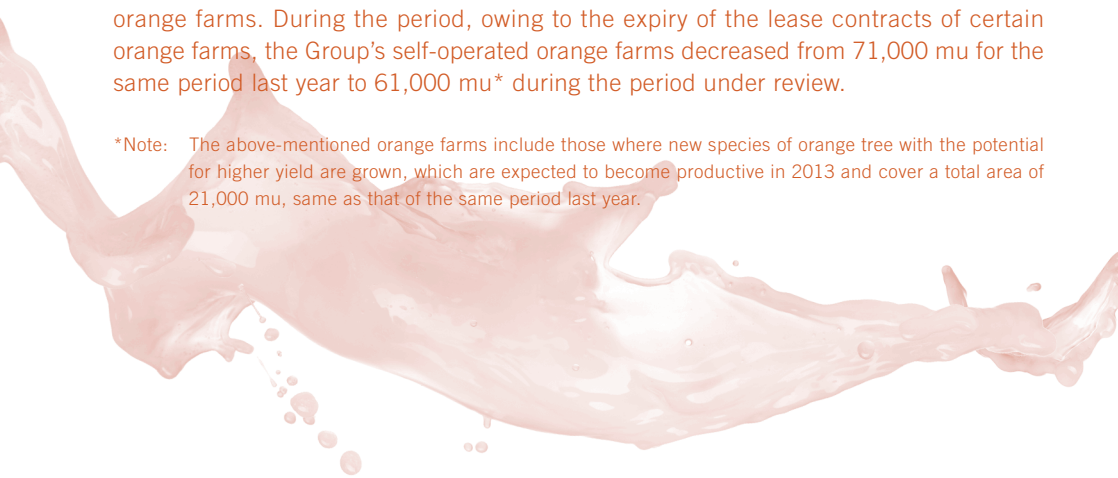 orange farms. During the period, owing to the expiry of the lease contracts of certain
orange farms, the Group’s self-operated orange farms decreased from 71,000 mu for the
same period last year to 61,000 mu* during the period under review.
*Note: The above-mentioned orange farms include those where new species of orange tree with the potential
for higher yield are grown, which are expected to become productive in 2013 and cover a total area of
21,000 mu, same as that of the same period last year.